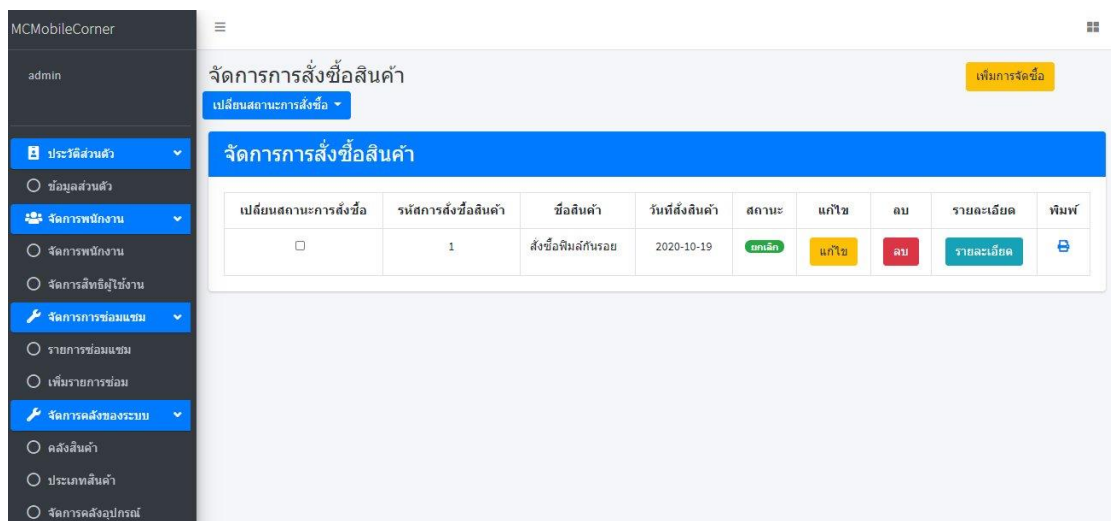 MCMobileCorner
admin
ประวัติส่วนตัว
ข้อมูลส่วนตัว
จัดการพนักงาน
จัดการพนักงาน
จัดการสิทธิผู้ใช้งาน
จัดการการซ่อมแซม
รายการซ่อมแซม
เพิ่มรายการซ่อม
จัดการคลังของระบบ
คลังสินค้า
ประเภทสินค้า
จัดการคลังอุปกรณ์
จัดการการสั่งซื้อสินค้า
เพิ่มการจัดซื้อ
เปลี่ยนสถานะการสั่งซื้อ
จัดการการสั่งซื้อสินค้า
เปลี่ยนสถานะการสั่งซื้อ รหัสการสั่งซื้อสินค้า ชื่อสินค้า วันที่สั่งสินค้า สถานะ แก้ไข ลบ รายละเอียด พิมพ์
1 สั่งซื้อฟิมล์กันรอย 2020-10-19 ยกเลิก แก้ไข ลบ รายละเอียด